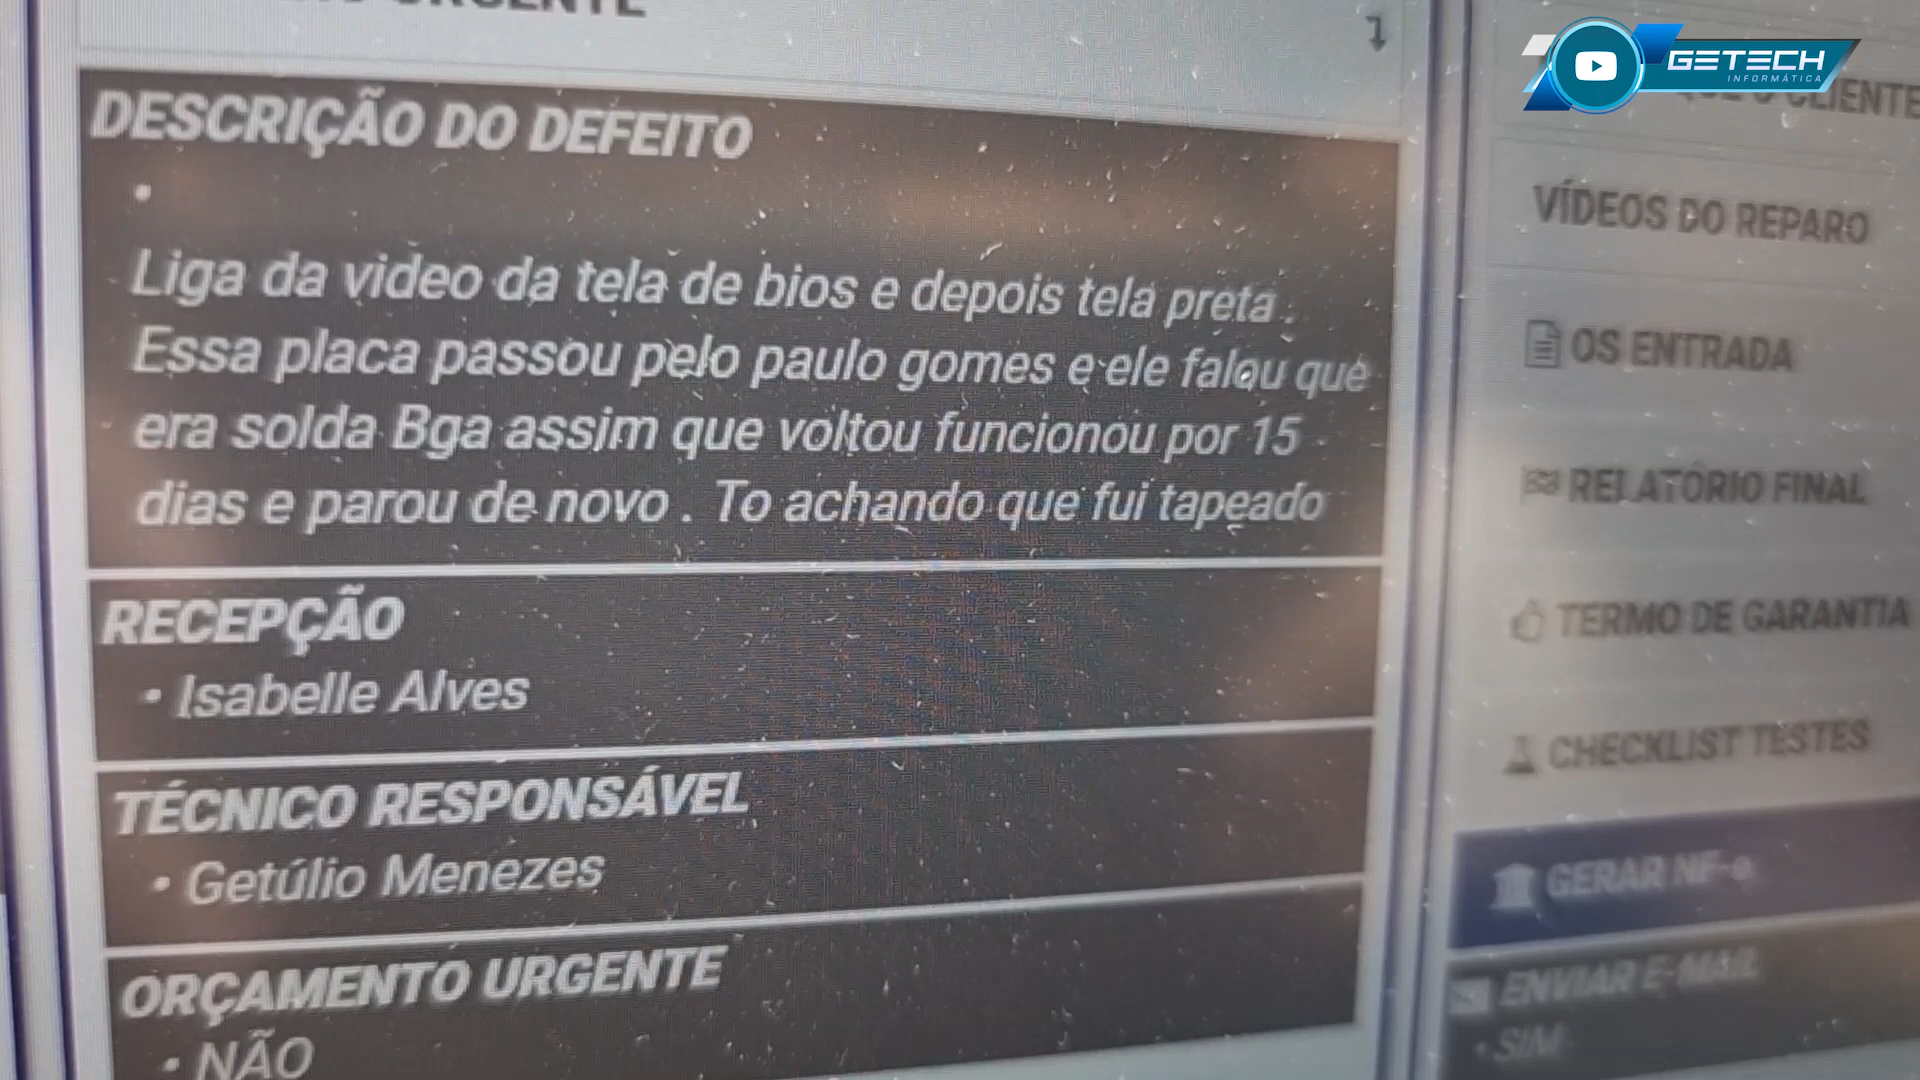 URGENTE
DESCRIÇÃO DO DEFEITO
Liga da video da tela de bios e depois tela preta .
Essa placa passou pelo paulo gomes e ele falou que
era solda Bga assim que voltou funcionou por 15
dias e parou de novo . To achando que fui tapeado
RECEPÇÃO
• Isabelle Alves
TÉCNICO RESPONSÁVEL
• Getúlio Menezes
ORÇAMENTO URGENTE
• NÃO
GETECH
INFORMÁTICA
O CLIENTE
VÍDEOS DO REPARO
OS ENTRADA
RELATÓRIO FINAL
TERMO DE GARANTIA
CHECKLIST TESTES
GERAR NF-e
ENVIAR E-MAIL
• SIM